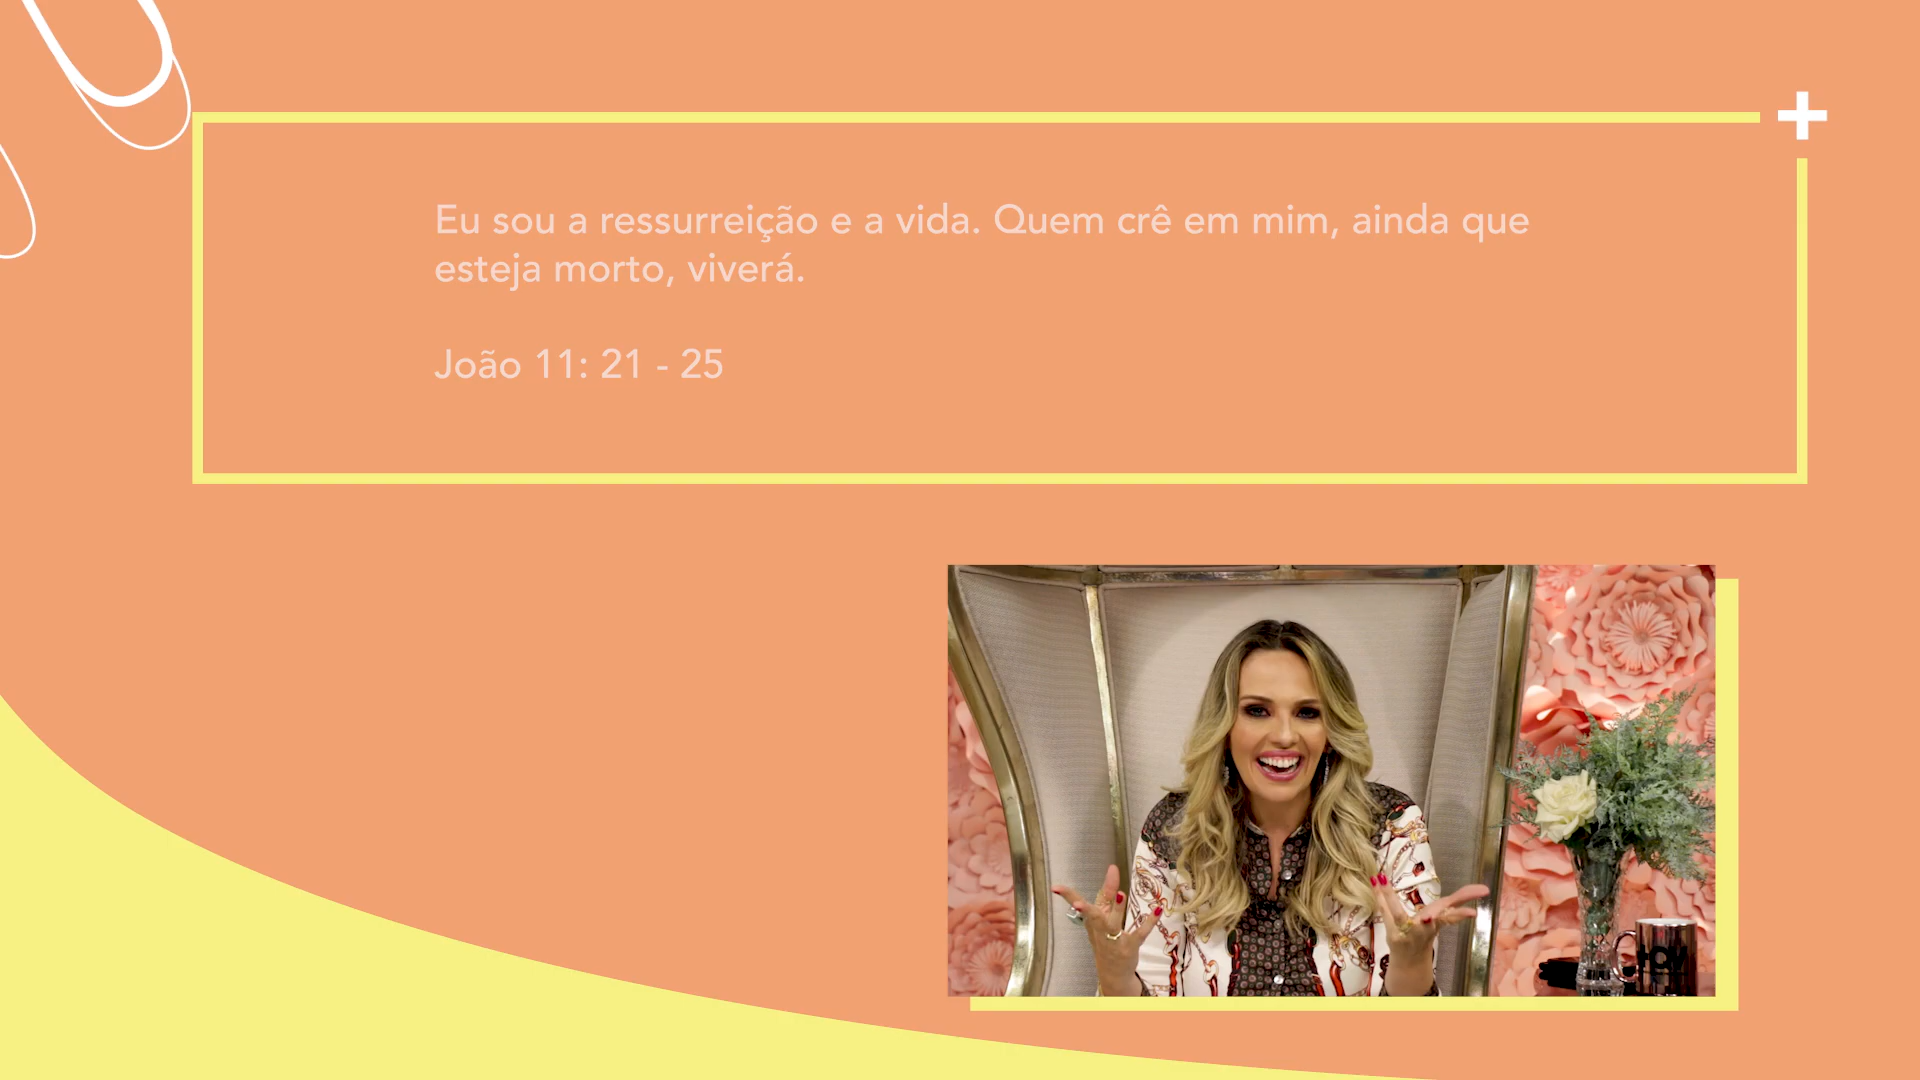 Eu sou a ressurreição e a vida. Quem crê em mim, ainda que
esteja morto, viverá.
João 11: 21 - 25